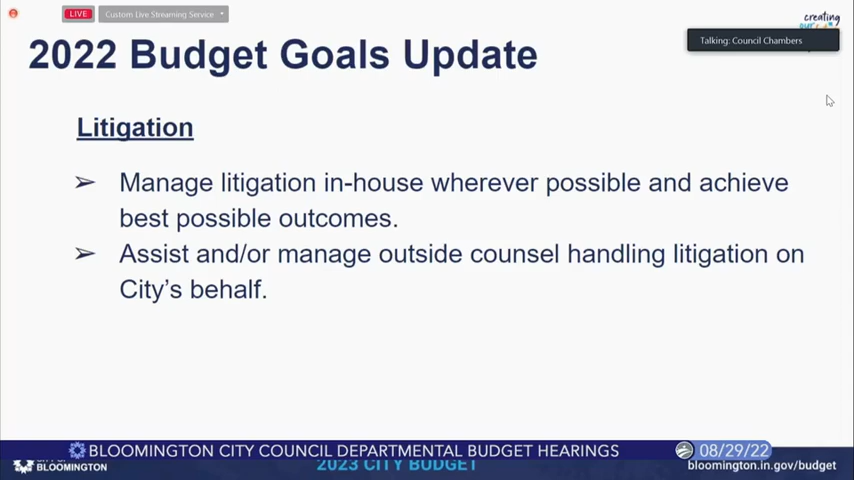 LIVE
Custom Live Streaming Service
creating
Talking: Council Chambers
2022 Budget Goals Update
Litigation
➢ Manage litigation in-house wherever possible and achieve
best possible outcomes.
➢ Assist and/or manage outside counsel handling litigation on
City's behalf.
BLOOMINGTON CITY COUNCIL DEPARTMENTAL BUDGET HEARINGS
08/29/22
BLOOMINGTON
2023 CITY BUDGET
bloomington.in.gov/budget